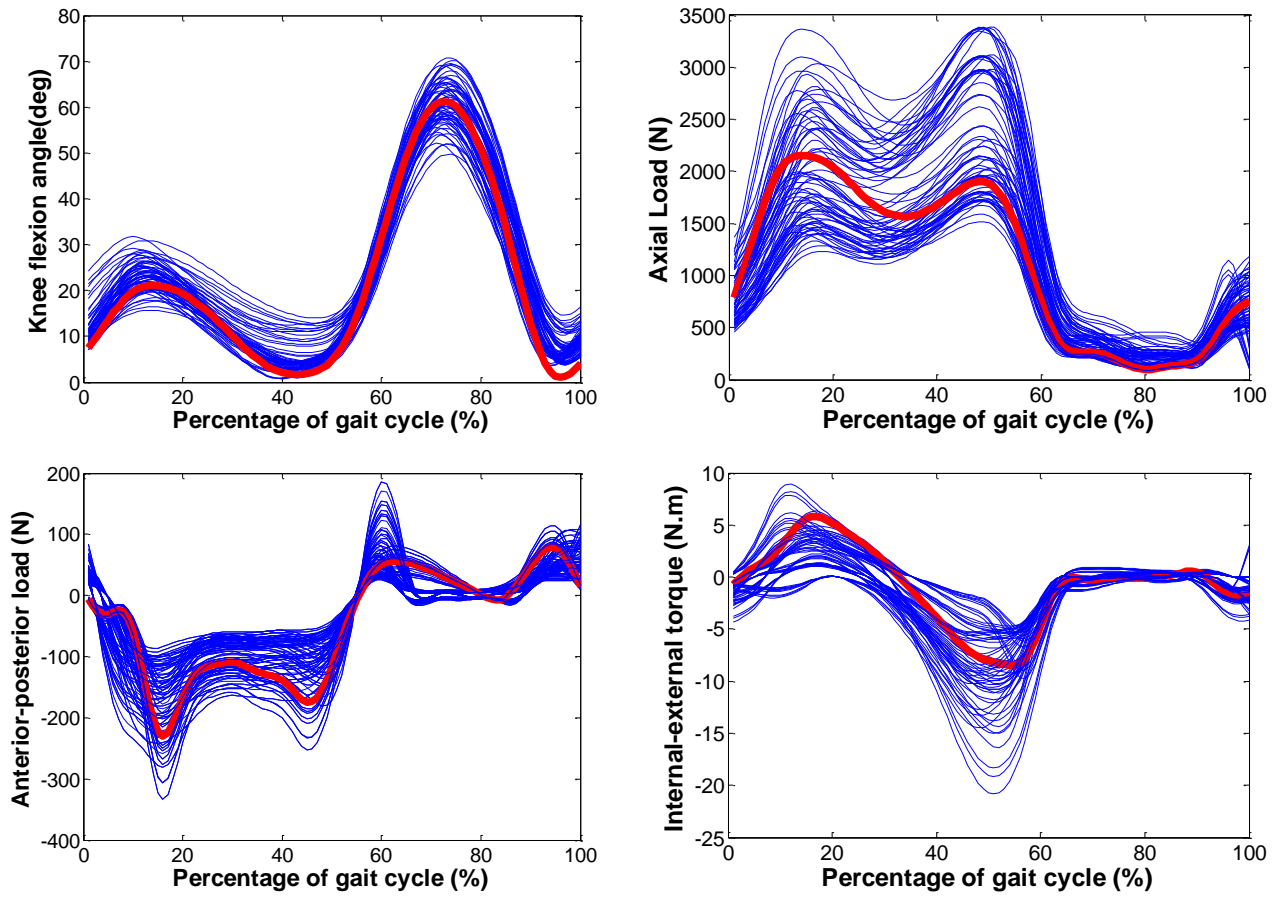 80
70
60
50
40
30
20
10
0
Knee flexion angle(deg)
0 20 40 60 80 100
Percentage of gait cycle (%)
3500
3000
2500
2000
1500
1000
500
0
Axial Load (N)
0 20 40 60 80 100
Percentage of gait cycle (%)
200
100
0
-100
-200
-300
-400
Anterior-posterior load (N)
0 20 40 60 80 100
Percentage of gait cycle (%)
10
5
0
-5
-10
-15
-20
-25
Internal-external torque (N.m)
0 20 40 60 80 100
Percentage of gait cycle (%)